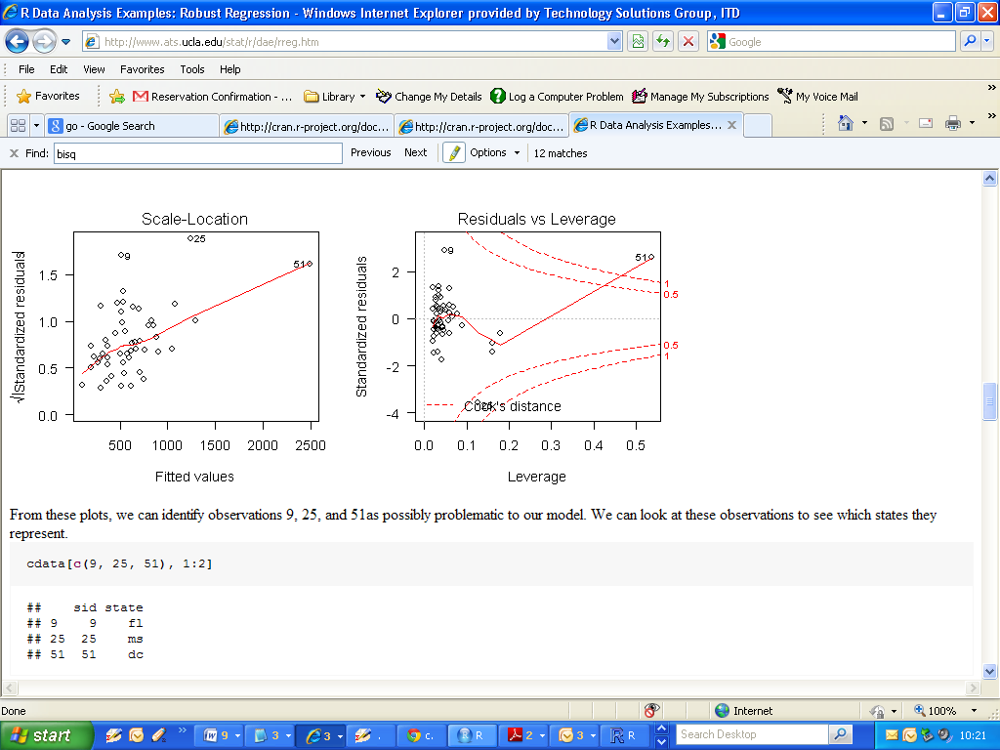 R Data Analysis Examples: Robust Regression - Windows Internet Explorer provided by Technology Solutions Group, ITD
http://www.ats.ucla.edu/stat/r/dae/rreg.htm
Google
File Edit View Favorites Tools Help
Favorites Reservation Confirmation - ... Library Change My Details Log a Computer Problem Manage My Subscriptions My Voice Mail
go - Google Search http://cran.r-project.org/doc... http://cran.r-project.org/doc... R Data Analysis Examples...
Find: bisq Previous Next Options 12 matches
Scale-Location
√|Standardized residuals|
0.0 0.5 1.0 1.5
25
9
51
500 1000 1500 2000 2500
Fitted values
Residuals vs Leverage
Standardized residuals
-4 -2 0 2
9
51
1
0.5
0.5
1
25
Cook's distance
0.0 0.1 0.2 0.3 0.4 0.5
Leverage
From these plots, we can identify observations 9, 25, and 51as possibly problematic to our model. We can look at these observations to see which states they
represent.
cdata[c(9, 25, 51), 1:2]
## sid state
## 9 9 fl
## 25 25 ms
## 51 51 dc
Done Internet 100%
start 9 3 3 . c. R 2 3 R Search Desktop 10:21